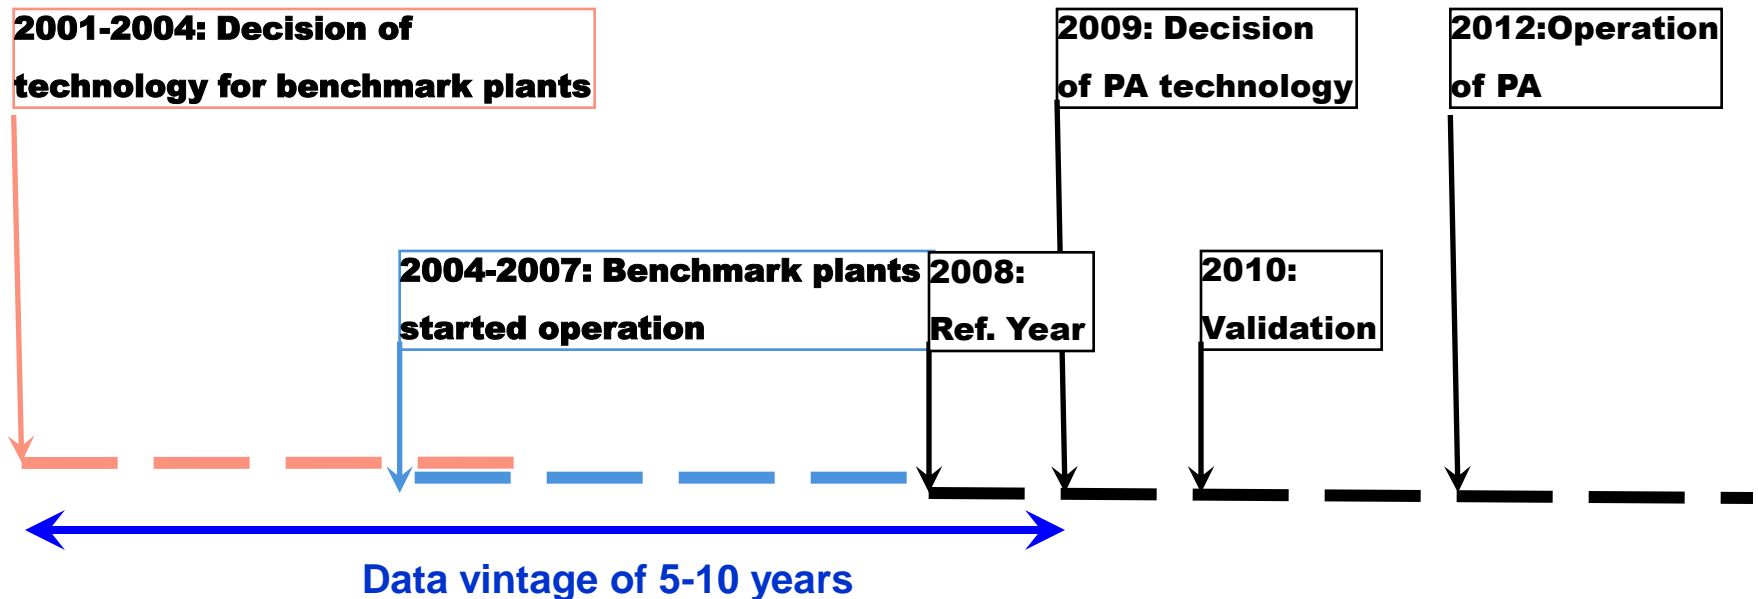 2001-2004: Decision of
technology for benchmark plants
2009: Decision
of PA technology
2012:Operation
of PA
2004-2007: Benchmark plants
started operation
2008:
Ref. Year
2010:
Validation
Data vintage of 5-10 years